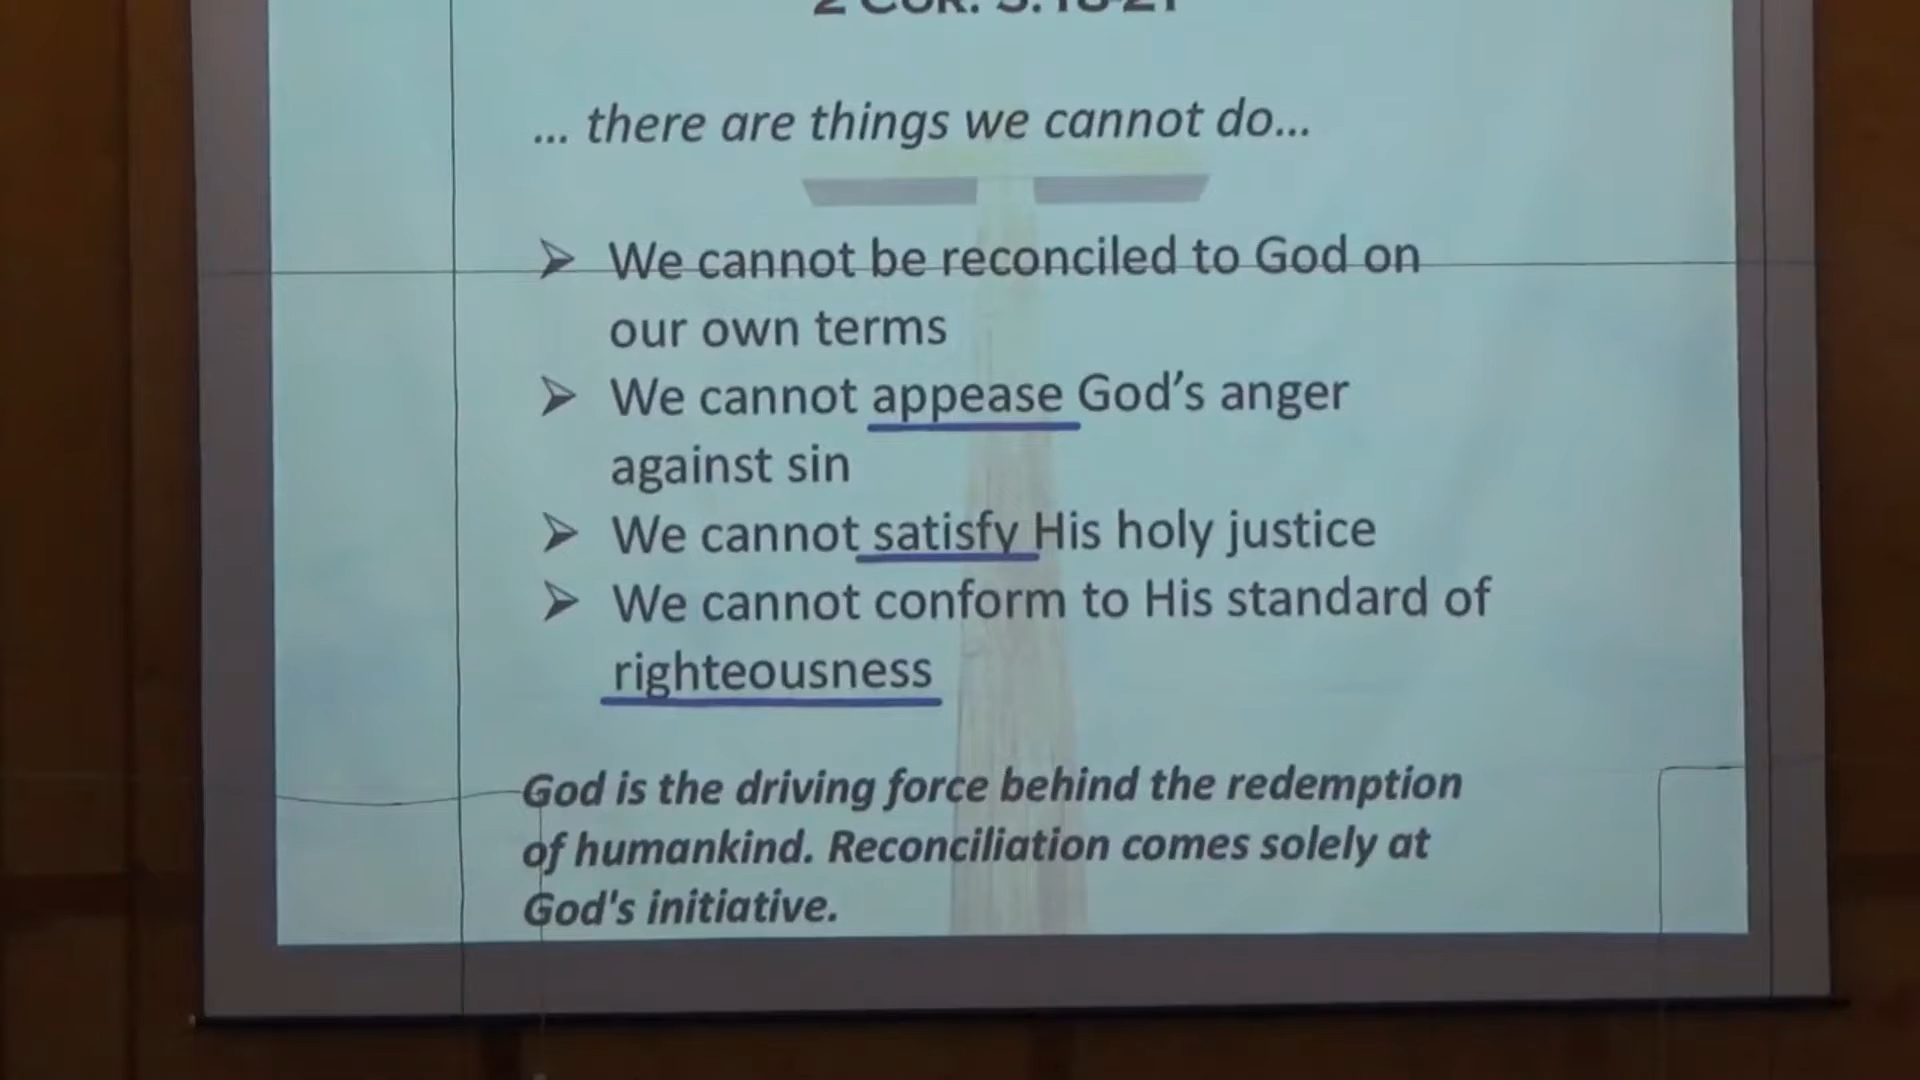 2 COR. 5:18-21
... there are things we cannot do...
➢ We cannot be reconciled to God on
our own terms
➢ We cannot appease God's anger
against sin
➢ We cannot satisfy His holy justice
➢ We cannot conform to His standard of
righteousness
God is the driving force behind the redemption
of humankind. Reconciliation comes solely at
God's initiative.